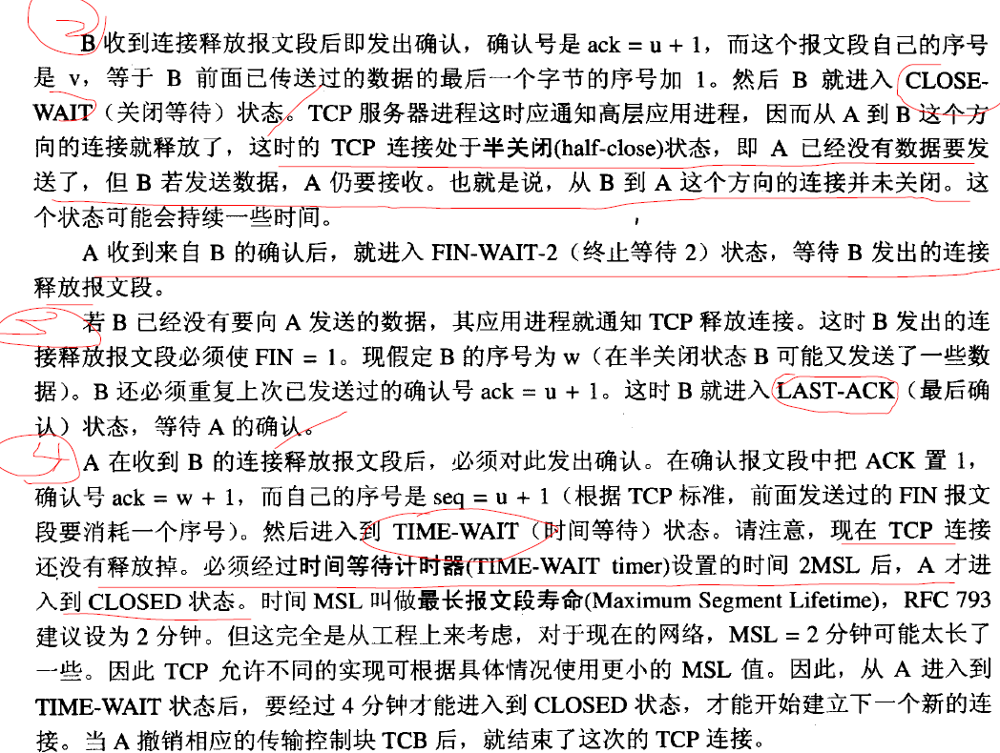 2
B 收到连接释放报文段后即发出确认，确认号是 ack = u + 1，而这个报文段自己的序号
是 v，等于 B 前面已传送过的数据的最后一个字节的序号加 1。然后 B 就进入 CLOSE-
WAIT（关闭等待）状态。TCP 服务器进程这时应通知高层应用进程，因而从 A 到 B 这个方
向的连接就释放了，这时的 TCP 连接处于半关闭(half-close)状态，即 A 已经没有数据要发
送了，但 B 若发送数据，A 仍要接收。也就是说，从 B 到 A 这个方向的连接并未关闭。这
个状态可能会持续一些时间。
A 收到来自 B 的确认后，就进入 FIN-WAIT-2（终止等待 2）状态，等待 B 发出的连接
释放报文段。
若 B 已经没有要向 A 发送的数据，其应用进程就通知 TCP 释放连接。这时 B 发出的连
接释放报文段必须使 FIN = 1。现假定 B 的序号为 w（在半关闭状态 B 可能又发送了一些数
据）。B 还必须重复上次已发送过的确认号 ack = u + 1。这时 B 就进入 LAST-ACK（最后确
认）状态，等待 A 的确认。
4
A 在收到 B 的连接释放报文段后，必须对此发出确认。在确认报文段中把 ACK 置 1，
确认号 ack = w + 1，而自己的序号是 seq = u + 1（根据 TCP 标准，前面发送过的 FIN 报文
段要消耗一个序号）。然后进入到 TIME-WAIT（时间等待）状态。请注意，现在 TCP 连接
还没有释放掉。必须经过时间等待计时器(TIME-WAIT timer)设置的时间 2MSL 后，A 才进
入到 CLOSED 状态。时间 MSL 叫做最长报文段寿命(Maximum Segment Lifetime)，RFC 793
建议设为 2 分钟。但这完全是从工程上来考虑，对于现在的网络，MSL = 2 分钟可能太长了
一些。因此 TCP 允许不同的实现可根据具体情况使用更小的 MSL 值。因此，从 A 进入到
TIME-WAIT 状态后，要经过 4 分钟才能进入到 CLOSED 状态，才能开始建立下一个新的连
接。当 A 撤销相应的传输控制块 TCB 后，就结束了这次的 TCP 连接。